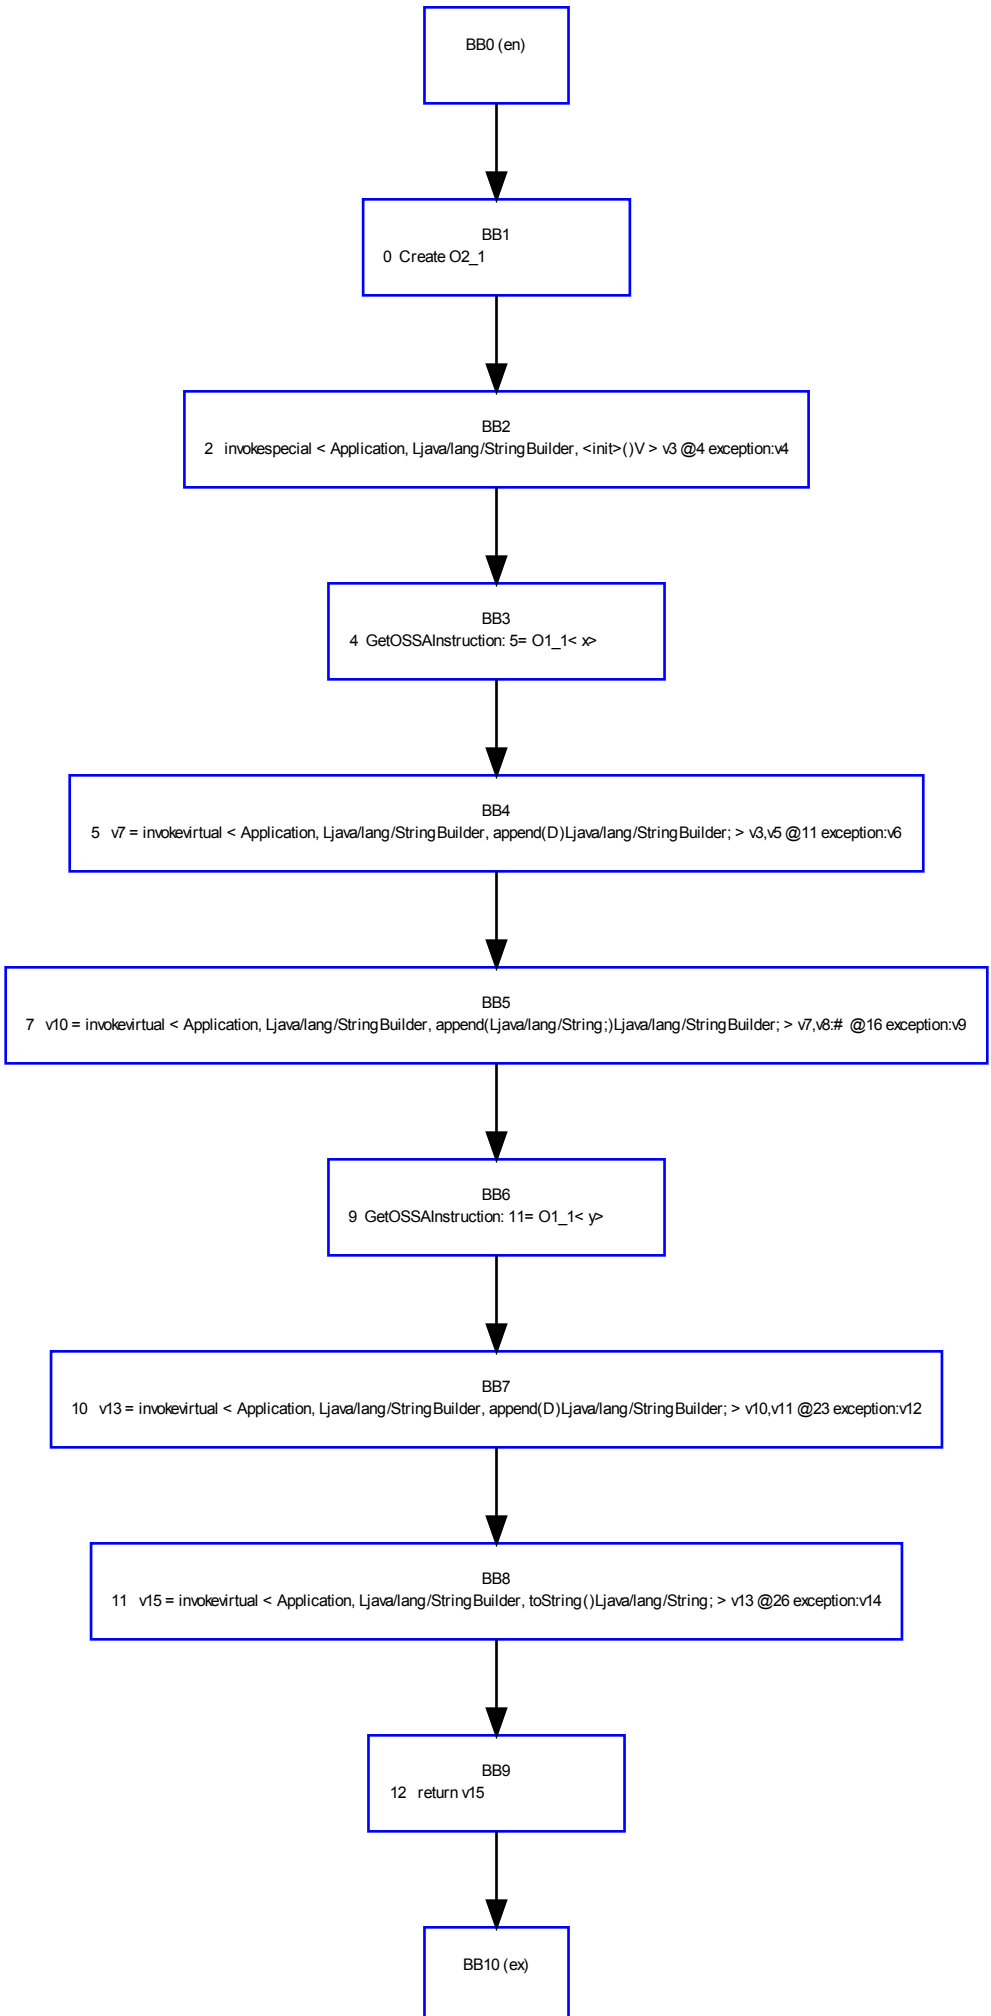 BB0 (en)
BB1
0 Create O2_1
BB2
2 invokespecial < Application, Ljava/lang/StringBuilder, <init>()V > v3 @4 exception:v4
BB3
4 GetOSSAInstruction: 5= O1_1< x>
BB4
5 v7 = invokevirtual < Application, Ljava/lang/StringBuilder, append(D)Ljava/lang/StringBuilder; > v3,v5 @11 exception:v6
BB5
7 v10 = invokevirtual < Application, Ljava/lang/StringBuilder, append(Ljava/lang/String;)Ljava/lang/StringBuilder; > v7,v8:# @16 exception:v9
BB6
9 GetOSSAInstruction: 11= O1_1< y>
BB7
10 v13 = invokevirtual < Application, Ljava/lang/StringBuilder, append(D)Ljava/lang/StringBuilder; > v10,v11 @23 exception:v12
BB8
11 v15 = invokevirtual < Application, Ljava/lang/StringBuilder, toString()Ljava/lang/String; > v13 @26 exception:v14
BB9
12 return v15
BB10 (ex)